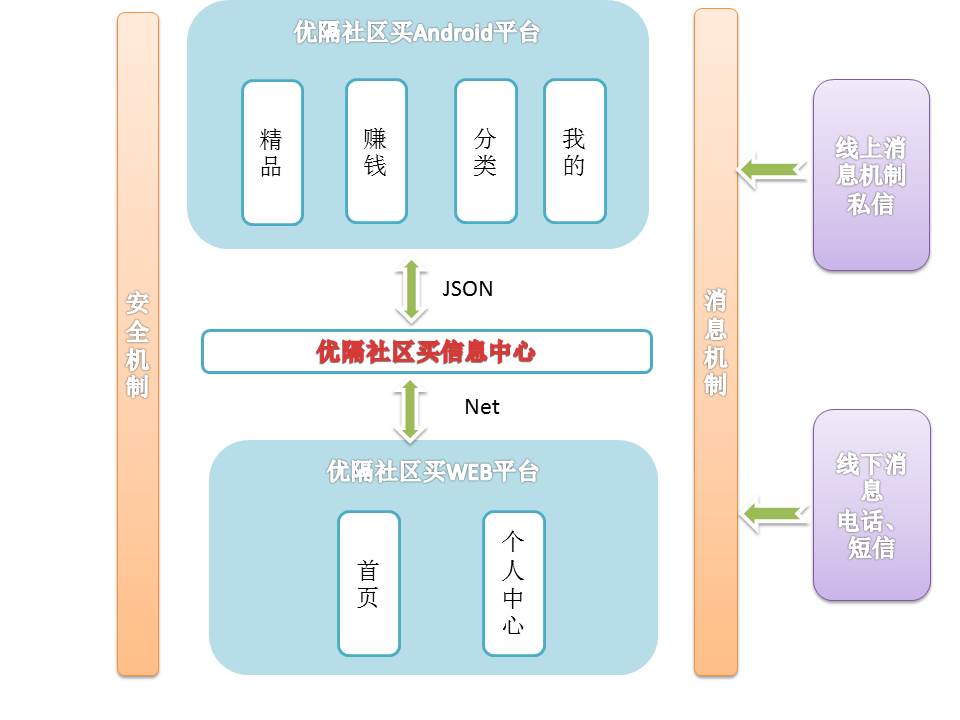 优隔社区买Android平台
精品
赚钱
分类
我的
JSON
优隔社区买信息中心
Net
优隔社区买WEB平台
首页
个人中心
安全机制
消息机制
线上消
息机制
私信
线下消
息
电话、
短信